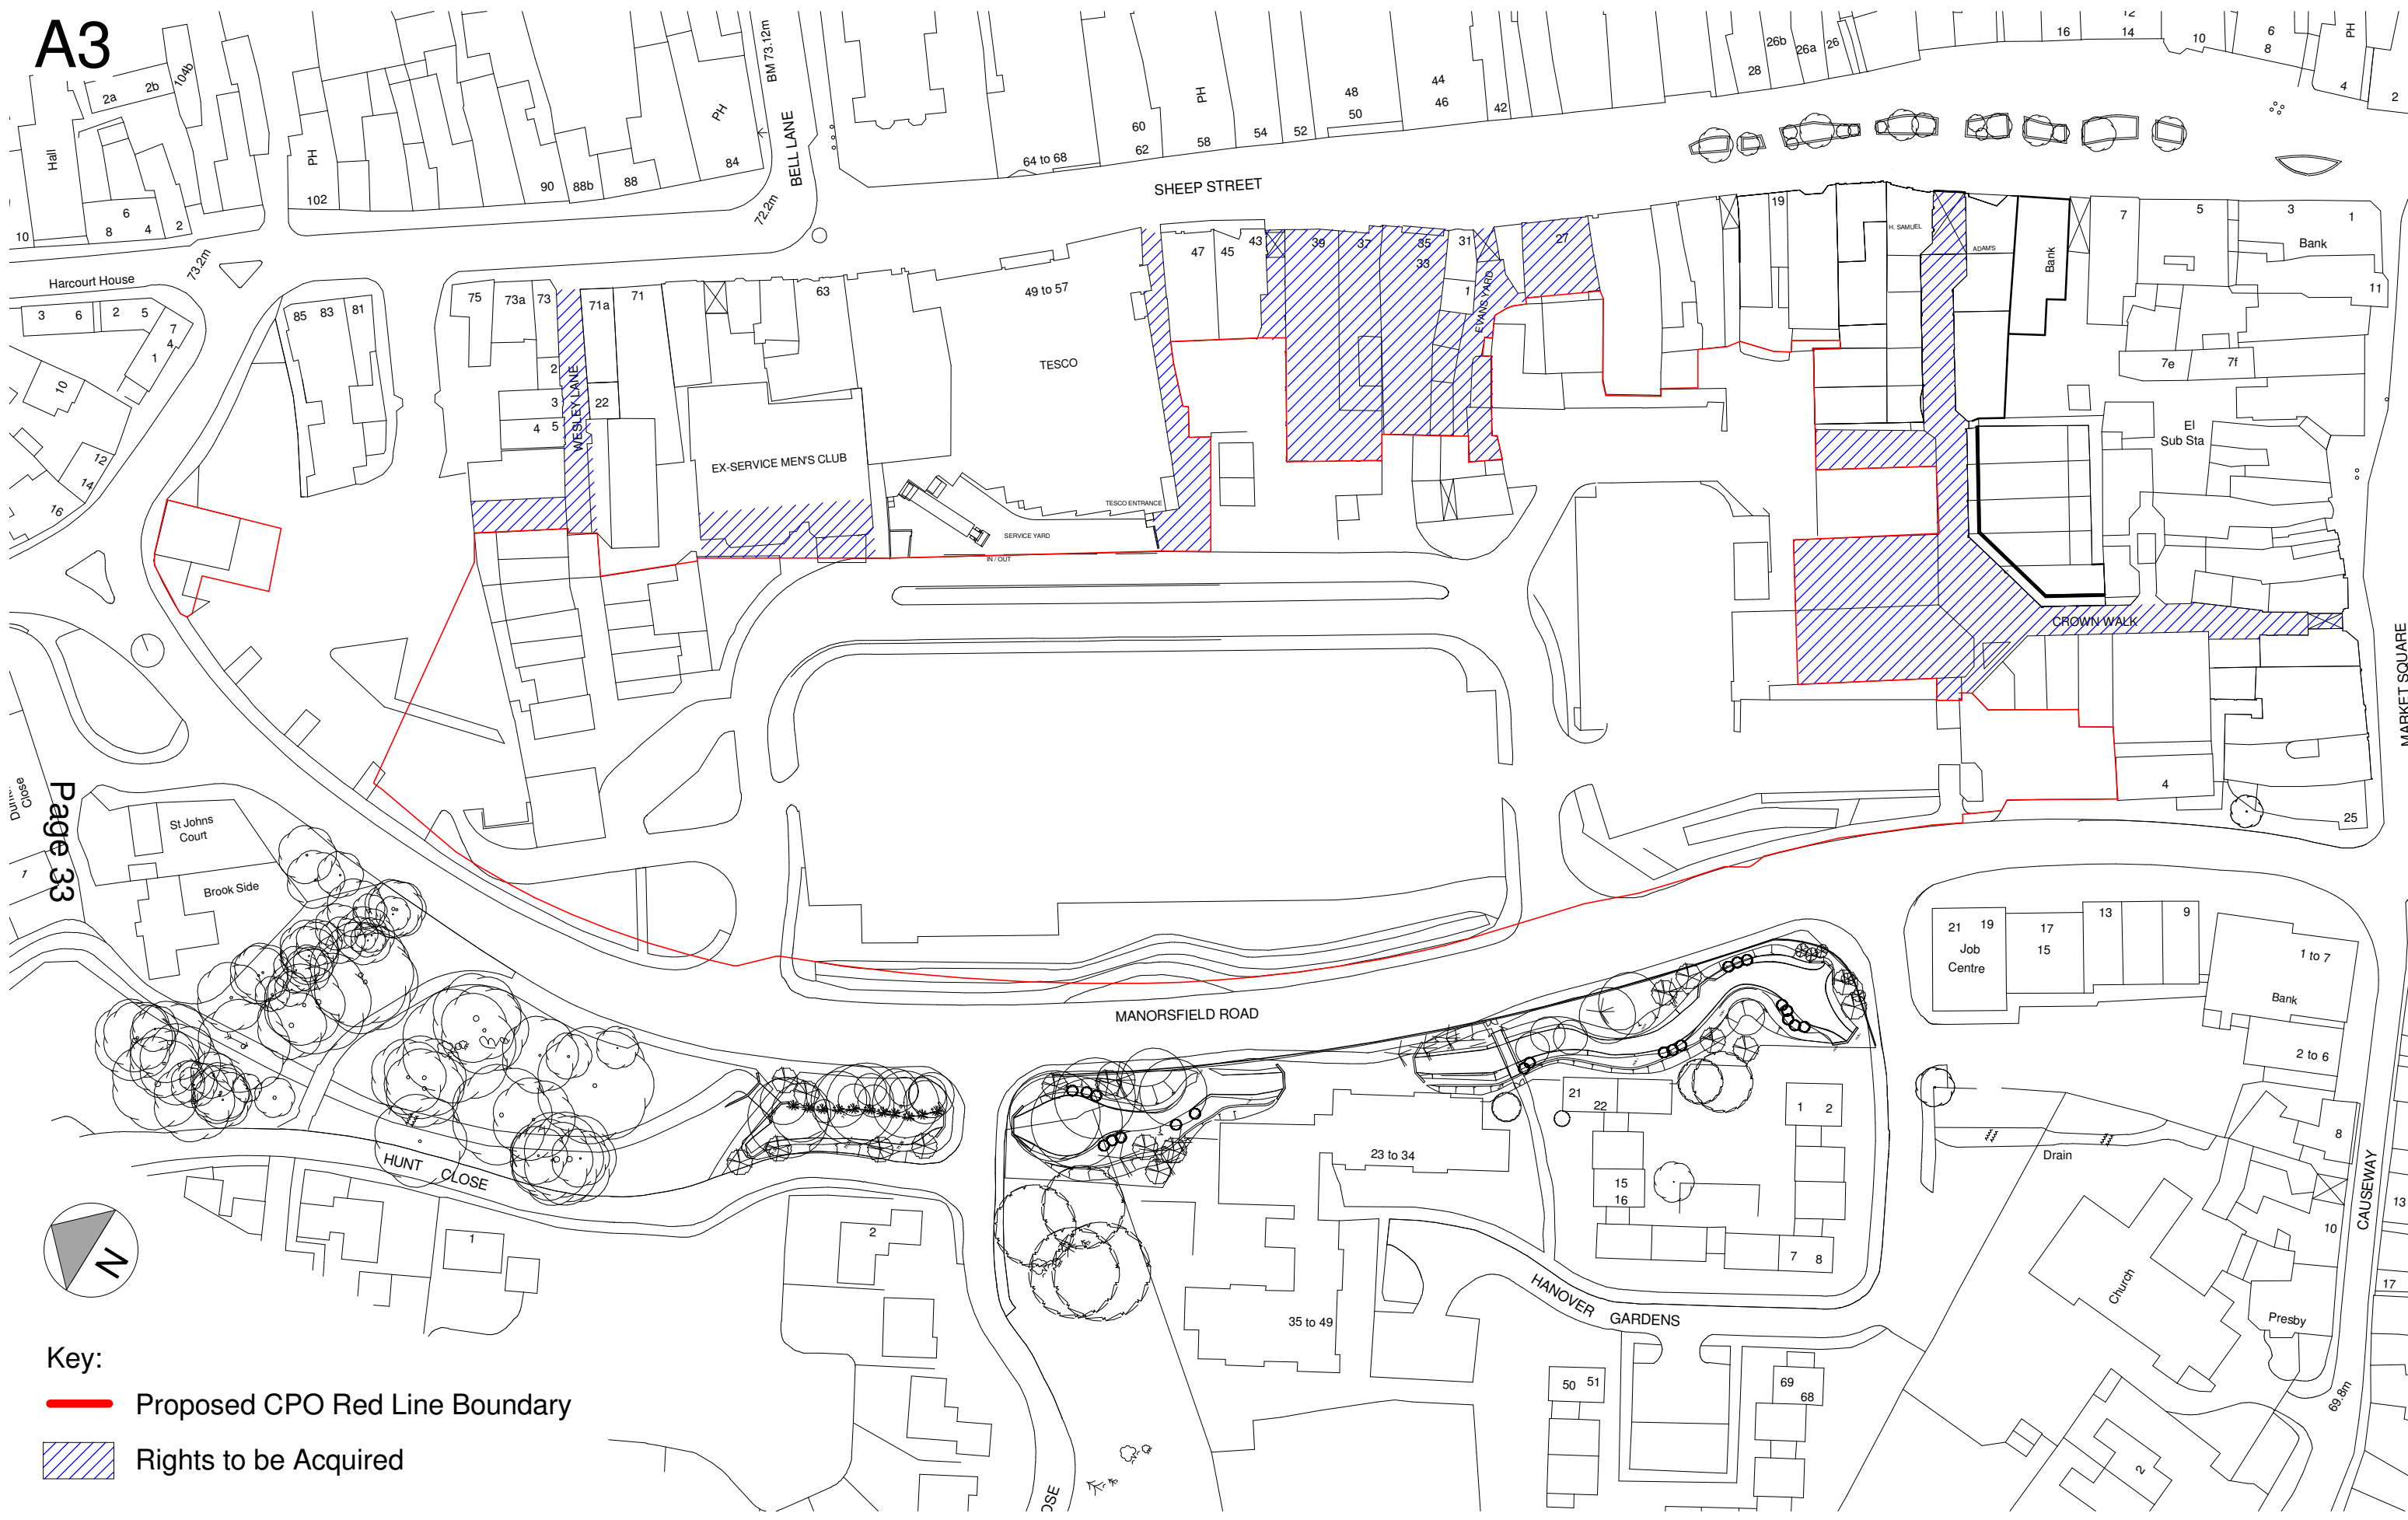 A3
2a
2b
104b
Hall
10
6
8
4
2
PH
102
90
88b
88
PH
84
BM 73.12m
BELL LANE
72.2m
73.2m
64 to 68
60
62
PH
58
54
52
48
50
44
46
42
28
26b
26a
26
16
12
14
10
6
8
PH
4
2
SHEEP STREET
Harcourt House
3
6
2
5
7
4
1
10
12
14
16
85
83
81
75
73a
73
71a
71
2
3
4
5
22
WESLEY LANE
63
49 to 57
TESCO
EX-SERVICE MEN'S CLUB
TESCO ENTRANCE
SERVICE YARD
IN / OUT
47
45
43
39
37
35
33
31
1
EVANS YARD
27
19
H. SAMUEL
ADAM'S
Bank
7
5
3
1
Bank
11
7e
7f
El
Sub Sta
CROWN WALK
MARKET SQUARE
4
25
Close
Page 33
1
St Johns
Court
Brook Side
MANORSFIELD ROAD
21
19
Job
Centre
17
15
13
9
1 to 7
Bank
2 to 6
8
10
CAUSEWAY
13
17
Drain
Church
Presby
69.8m
2
HUNT CLOSE
1
2
21
22
1
2
15
16
7
8
23 to 34
35 to 49
HANOVER GARDENS
50
51
69
68
OSE
N
Key:
Proposed CPO Red Line Boundary
Rights to be Acquired